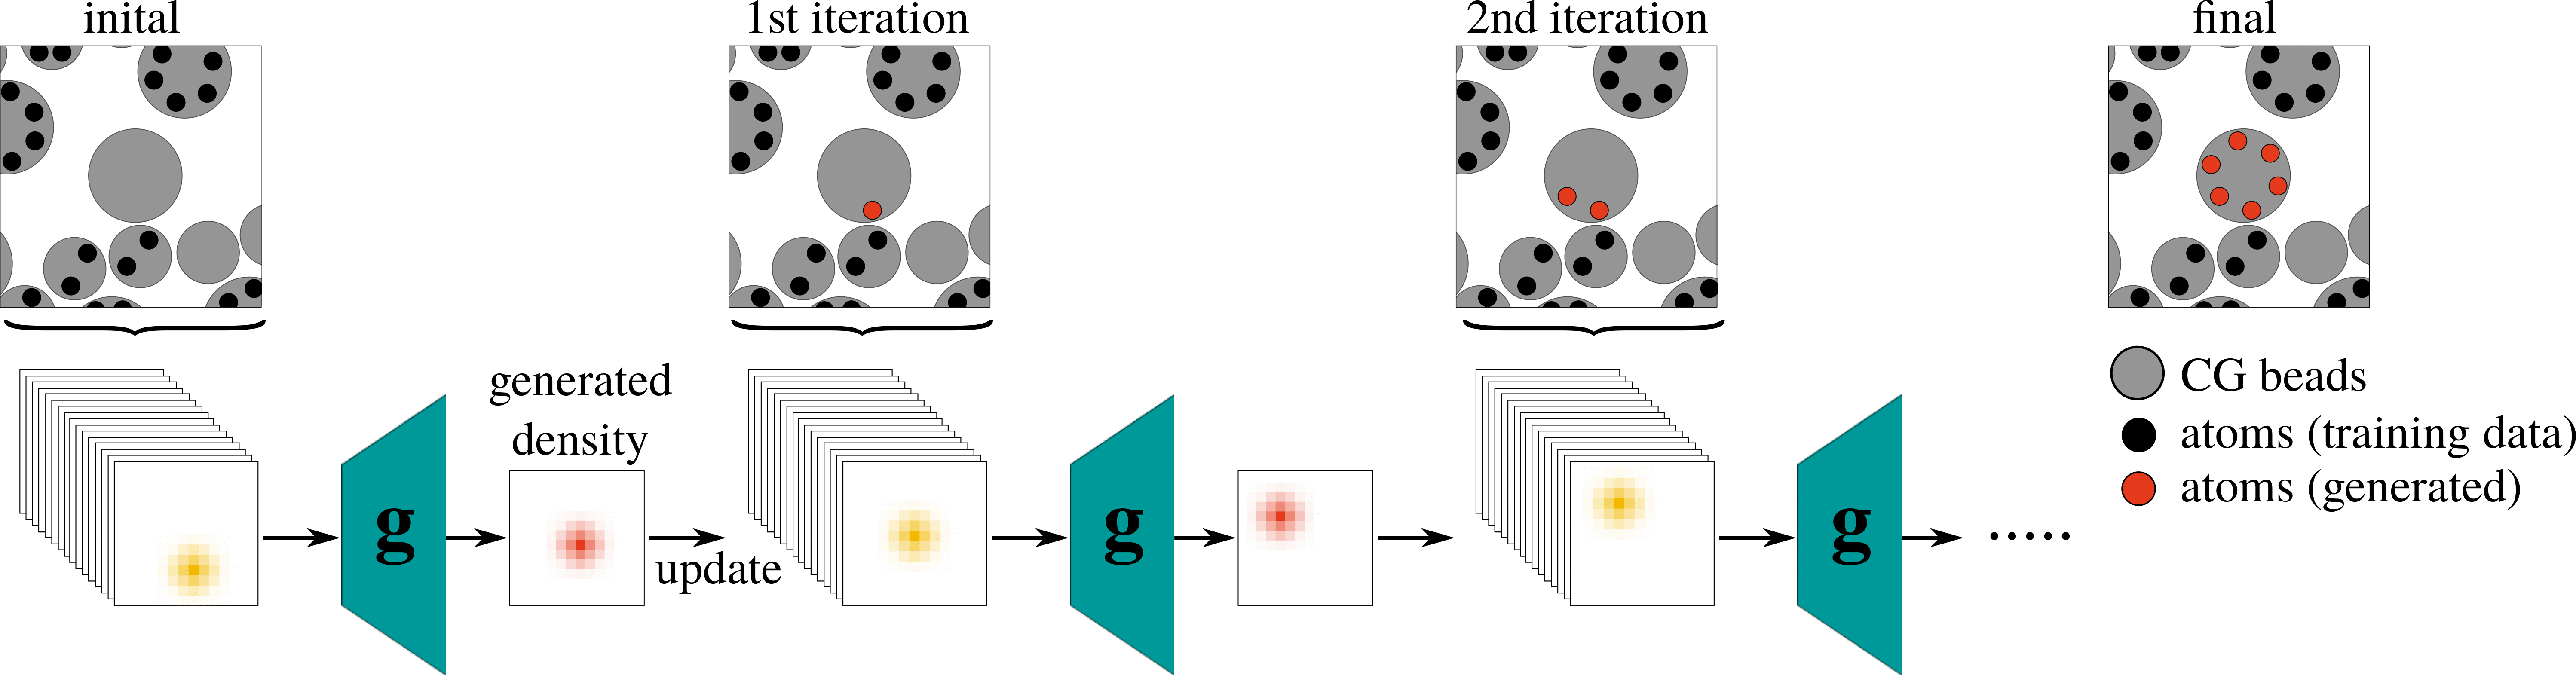 inital
1st iteration
2nd iteration
final
generated
density
update
g
g
g
CG beads
atoms (training data)
atoms (generated)